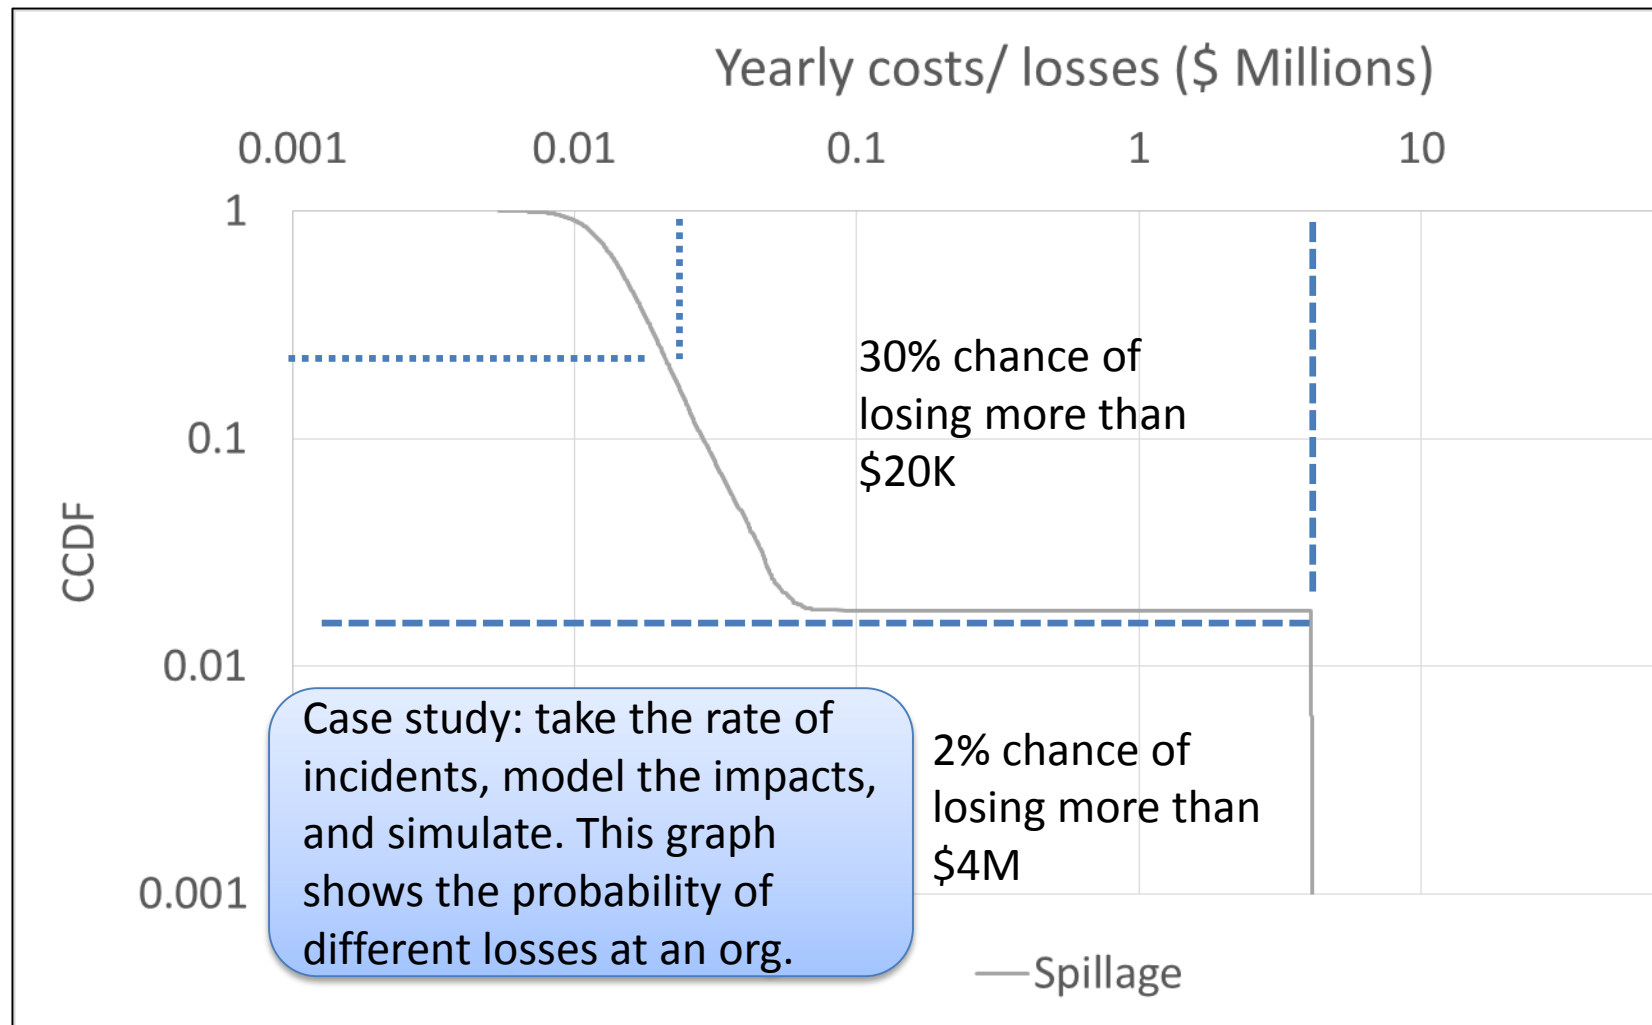 Yearly costs/ losses ($ Millions)
0.001 0.01 0.1 1 10
1
0.1
0.01
0.001
CCDF
30% chance of
losing more than
$20K
Case study: take the rate of
incidents, model the impacts,
and simulate. This graph
shows the probability of
different losses at an org.
2% chance of
losing more than
$4M
Spillage